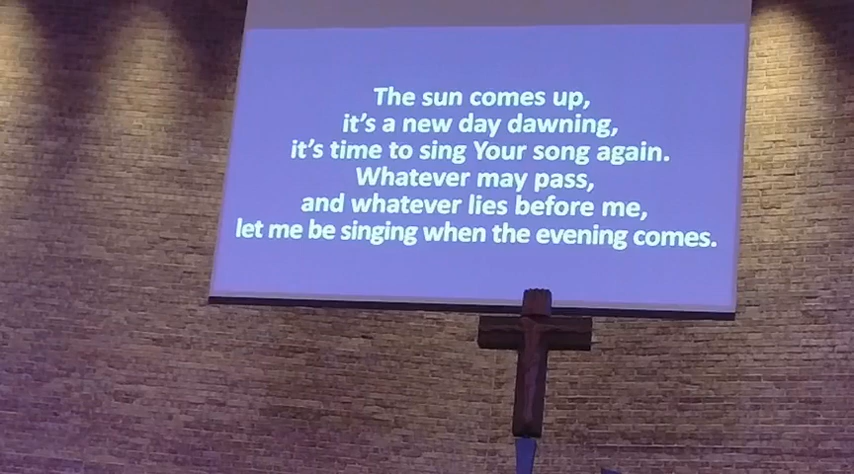 The sun comes up,
it's a new day dawning,
it's time to sing Your song again.
Whatever may pass,
and whatever lies before me,
let me be singing when the evening comes.